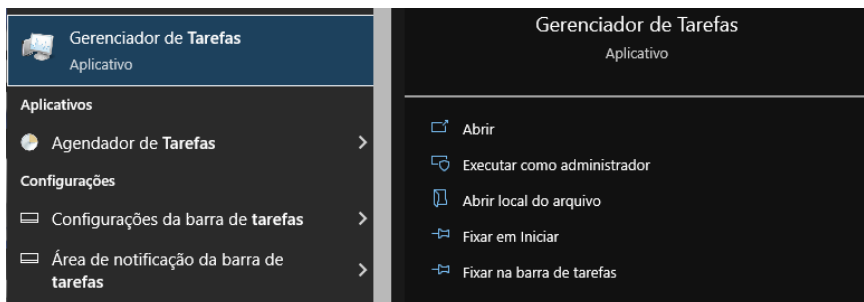 Gerenciador de Tarefas
Aplicativo
Aplicativos
Agendador de Tarefas
Configurações
Configurações da barra de tarefas
Área de notificação da barra de
tarefas
Gerenciador de Tarefas
Aplicativo
Abrir
Executar como administrador
Abrir local do arquivo
Fixar em Iniciar
Fixar na barra de tarefas